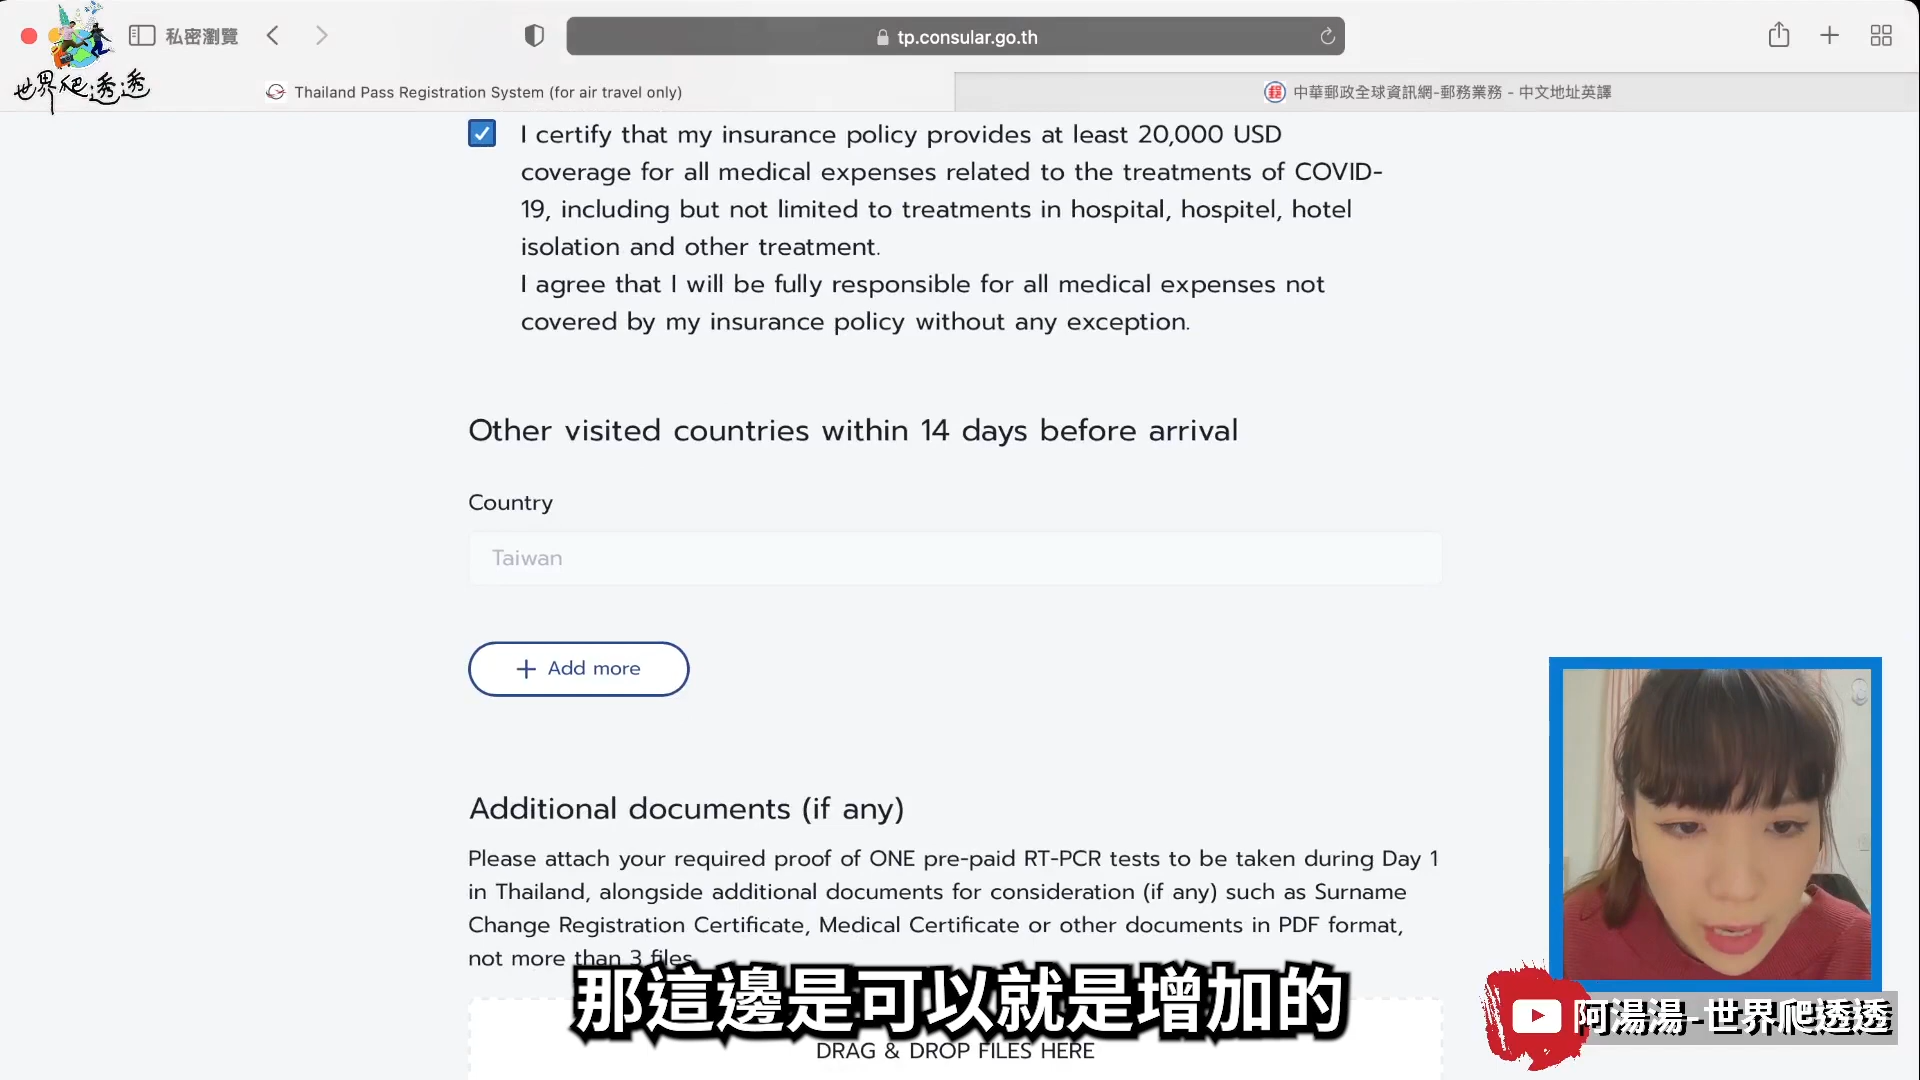 私密瀏覽
tp.consular.go.th
世界爬透透
Thailand Pass Registration System (for air travel only)
中華郵政全球資訊網-郵務業務 - 中文地址英譯
I certify that my insurance policy provides at least 20,000 USD
coverage for all medical expenses related to the treatments of COVID-
19, including but not limited to treatments in hospital, hospitel, hotel
isolation and other treatment.
I agree that I will be fully responsible for all medical expenses not
covered by my insurance policy without any exception.
Other visited countries within 14 days before arrival
Country
Taiwan
+ Add more
Additional documents (if any)
Please attach your required proof of ONE pre-paid RT-PCR tests to be taken during Day 1
in Thailand, alongside additional documents for consideration (if any) such as Surname
Change Registration Certificate, Medical Certificate or other documents in PDF format,
not more than 3 files
那這邊是可以就是增加的
DRAG & DROP FILES HERE
阿湯湯-世界爬透透